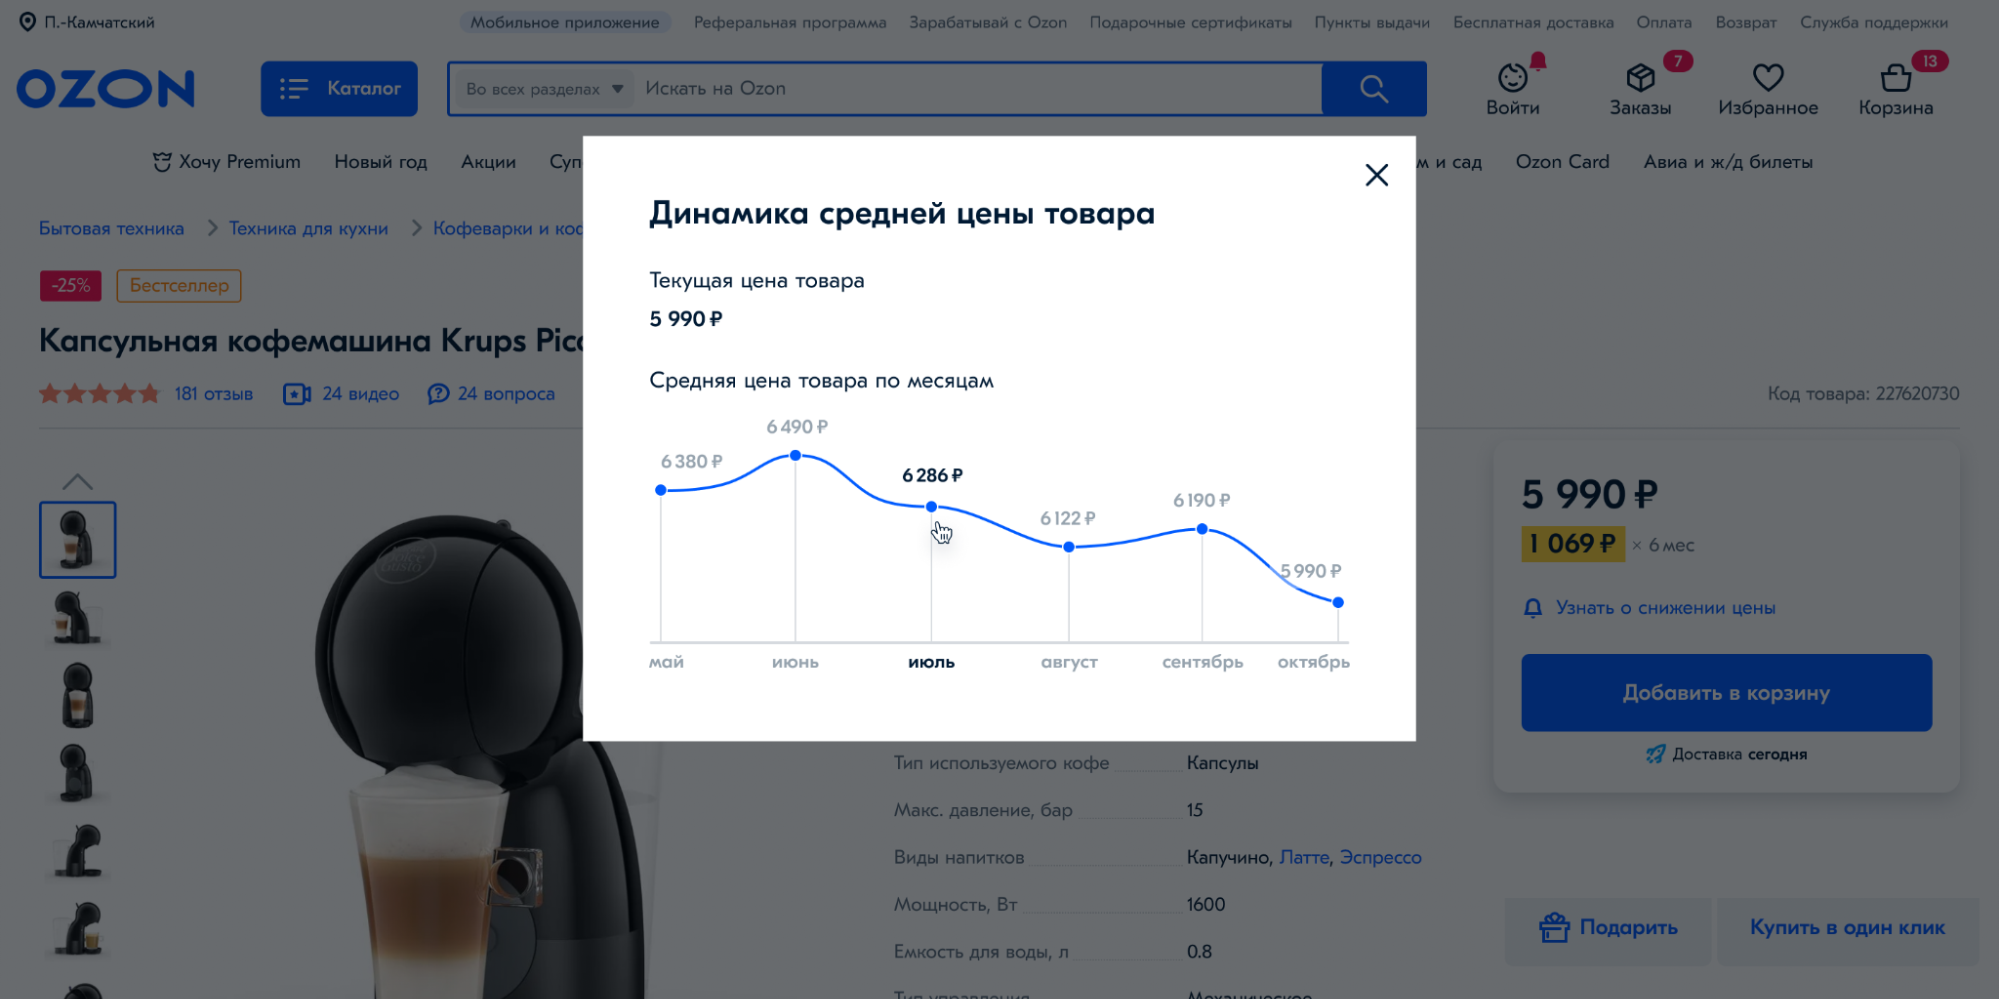 П.-Камчатский
Мобильное приложение
Реферальная программа
Зарабатывай с Ozon
Подарочные сертификаты
Пункты выдачи
Бесплатная доставка
Оплата
Возврат
Служба поддержки
OZON
Каталог
Во всех разделах
Искать на Ozon
Войти
7
Заказы
Избранное
13
Корзина
Хочу Premium
Новый год
Акции
Суп
м и сад
Ozon Card
Авиа и ж/д билеты
Бытовая техника
Техника для кухни
Кофеварки и коф
-25%
Бестселлер
Капсульная кофемашина Krups Picc
181 отзыв
24 видео
24 вопроса
Код товара: 227620730
Динамика средней цены товара
Текущая цена товара
5 990 ₽
Средняя цена товара по месяцам
6 380 ₽
6 490 ₽
6 286 ₽
6 122 ₽
6 190 ₽
5 990 ₽
май
июнь
июль
август
сентябрь
октябрь
5 990 ₽
1 069 ₽ × 6 мес
Узнать о снижении цены
Добавить в корзину
Доставка сегодня
Тип используемого кофе Капсулы
Макс. давление, бар 15
Виды напитков Капучино, Латте, Эспрессо
Мощность, Вт 1600
Емкость для воды, л 0.8
Тип управления Механическое
Подарить
Купить в один клик